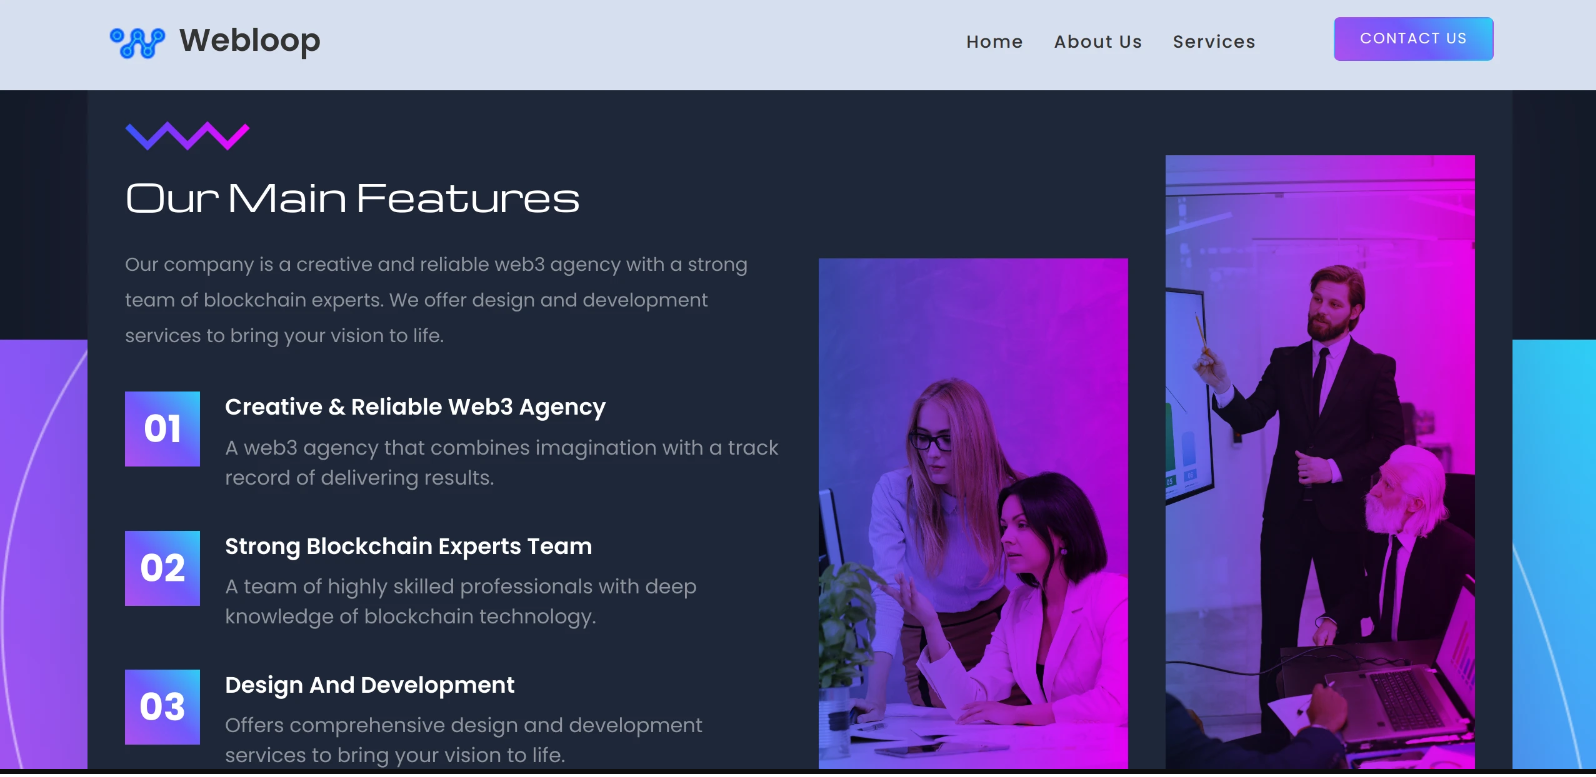 Webloop
Home About Us Services CONTACT US
Our Main Features
Our company is a creative and reliable web3 agency with a strong
team of blockchain experts. We offer design and development
services to bring your vision to life.
01
Creative & Reliable Web3 Agency
A web3 agency that combines imagination with a track
record of delivering results.
02
Strong Blockchain Experts Team
A team of highly skilled professionals with deep
knowledge of blockchain technology.
03
Design And Development
Offers comprehensive design and development
services to bring your vision to life.